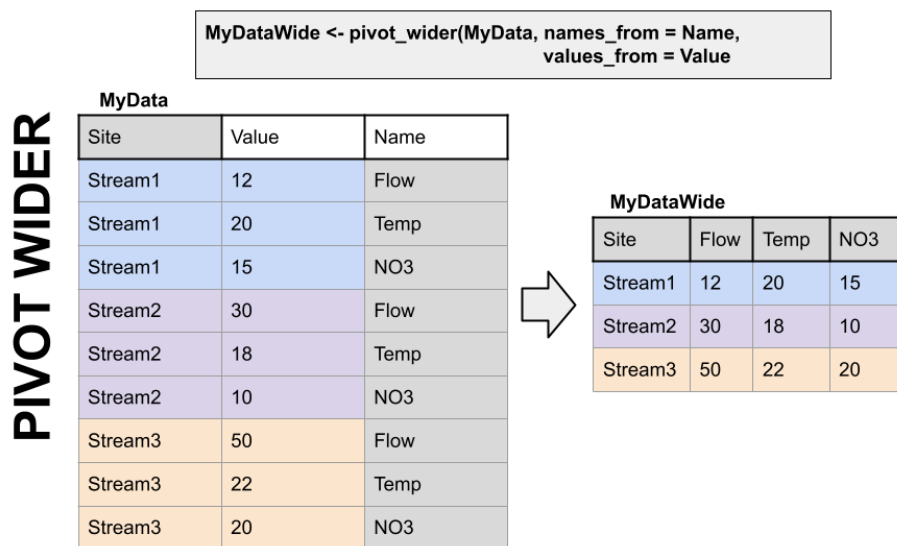 MyDataWide <- pivot_wider(MyData, names_from = Name,
values_from = Value
PIVOT WIDER
MyData
Site Value Name
Stream1 12 Flow
Stream1 20 Temp
Stream1 15 NO3
Stream2 30 Flow
Stream2 18 Temp
Stream2 10 NO3
Stream3 50 Flow
Stream3 22 Temp
Stream3 20 NO3
MyDataWide
Site Flow Temp NO3
Stream1 12 20 15
Stream2 30 18 10
Stream3 50 22 20